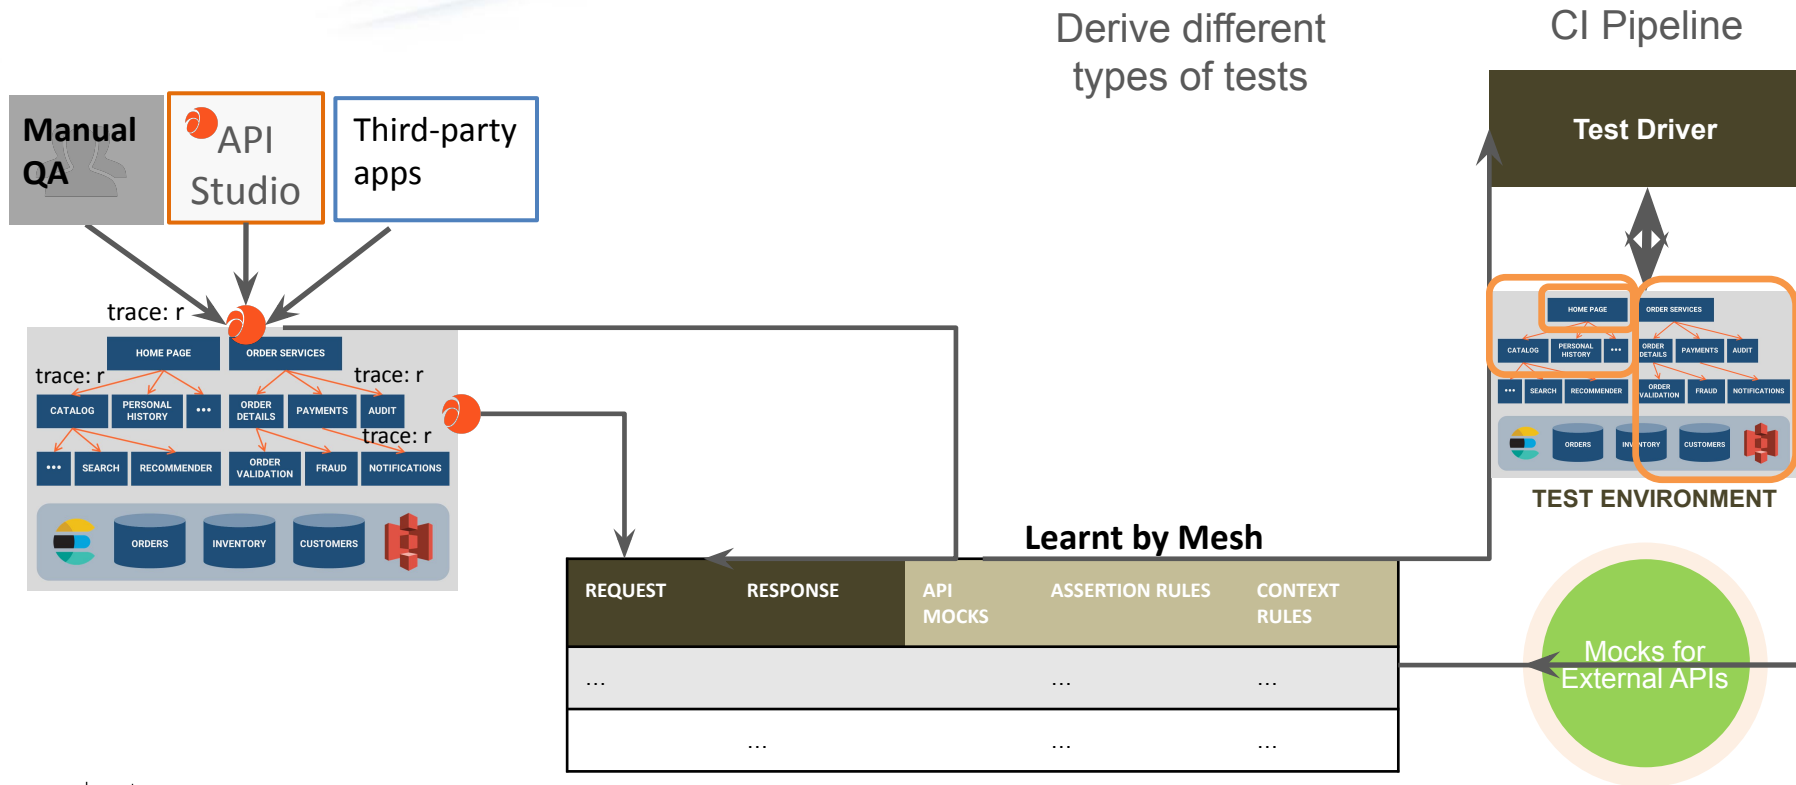 Derive different
types of tests
CI Pipeline
Manual
QA
API
Studio
Third-party
apps
Test Driver
trace: r
HOME PAGE
ORDER SERVICES
trace: r
trace: r
CATALOG
PERSONAL
HISTORY
•••
ORDER
DETAILS
PAYMENTS
AUDIT
trace: r
•••
SEARCH
RECOMMENDER
ORDER
VALIDATION
FRAUD
NOTIFICATIONS
ORDERS
INVENTORY
CUSTOMERS
HOME PAGE
ORDER SERVICES
CATALOG
PERSONAL
HISTORY
•••
ORDER
DETAILS
PAYMENTS
AUDIT
•••
SEARCH
RECOMMENDER
ORDER
VALIDATION
FRAUD
NOTIFICATIONS
ORDERS
INVENTORY
CUSTOMERS
TEST ENVIRONMENT
Learnt by Mesh
REQUEST
RESPONSE
API
MOCKS
ASSERTION RULES
CONTEXT
RULES
...
...
...
...
...
...
Mocks for
External APIs